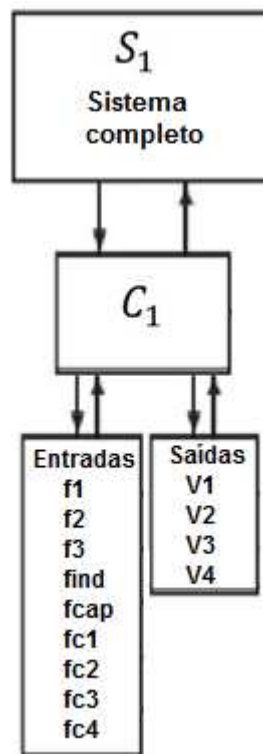 S₁
Sistema
completo
C₁
Entradas
f1
f2
f3
find
fcap
fc1
fc2
fc3
fc4
Saídas
V1
V2
V3
V4